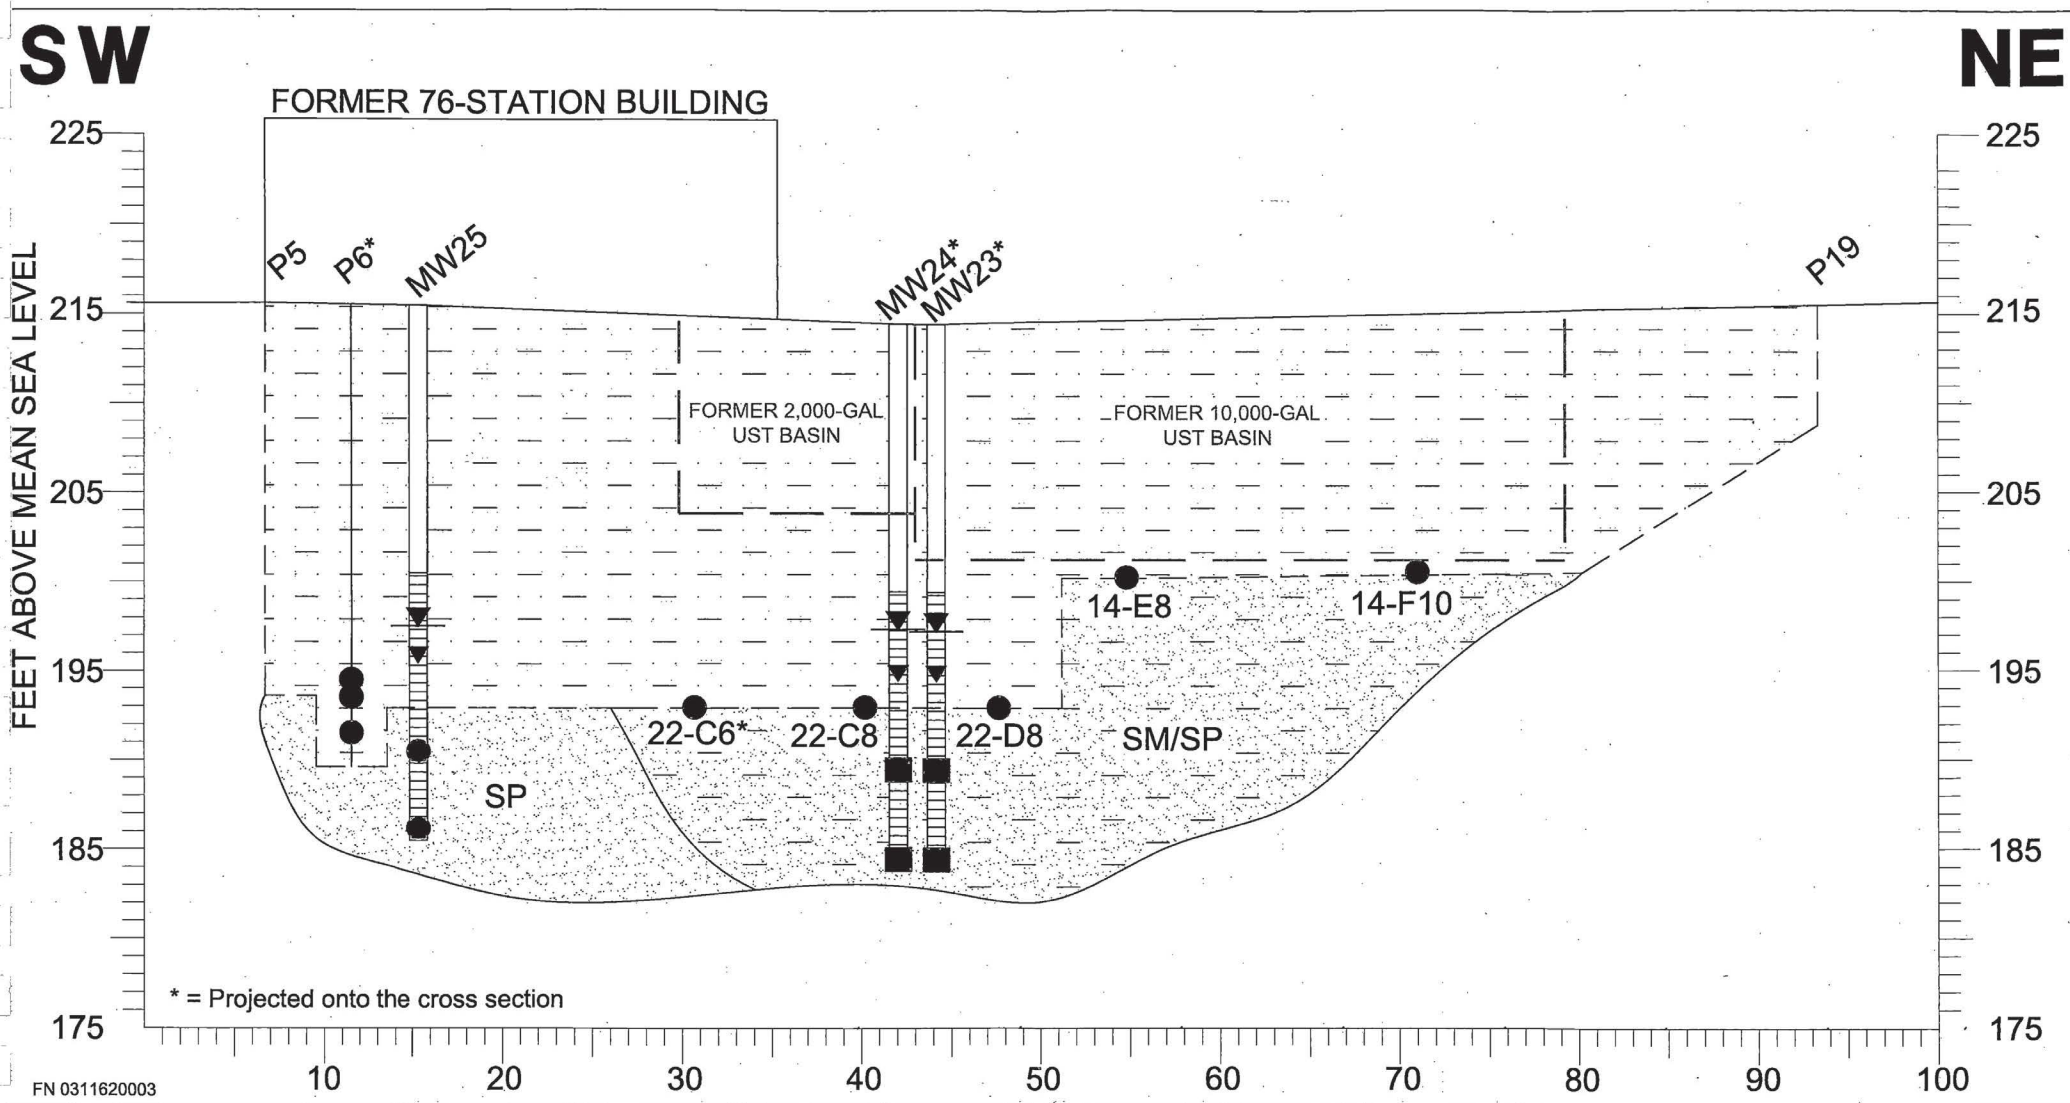 SW
NE
FORMER 76-STATION BUILDING
225
225
P5
P6*
MW25
MW24*
MW23*
P19
215
215
FEET ABOVE MEAN SEA LEVEL
FORMER 2,000-GAL
UST BASIN
FORMER 10,000-GAL
UST BASIN
205
205
14-E8
14-F10
195
195
22-C6*
22-C8
22-D8
SM/SP
SP
185
185
* = Projected onto the cross section
175
175
10 20 30 40 50 60 70 80 90 100
FN 0311620003